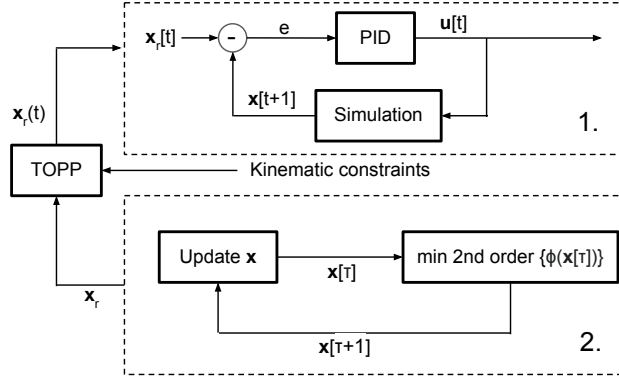 x_r[t]
-
e
PID
u[t]
x[t+1]
Simulation
1.
x_r(t)
TOPP
Kinematic constraints
Update x
x[τ]
min 2nd order {ϕ(x[τ])}
x_r
x[τ+1]
2.